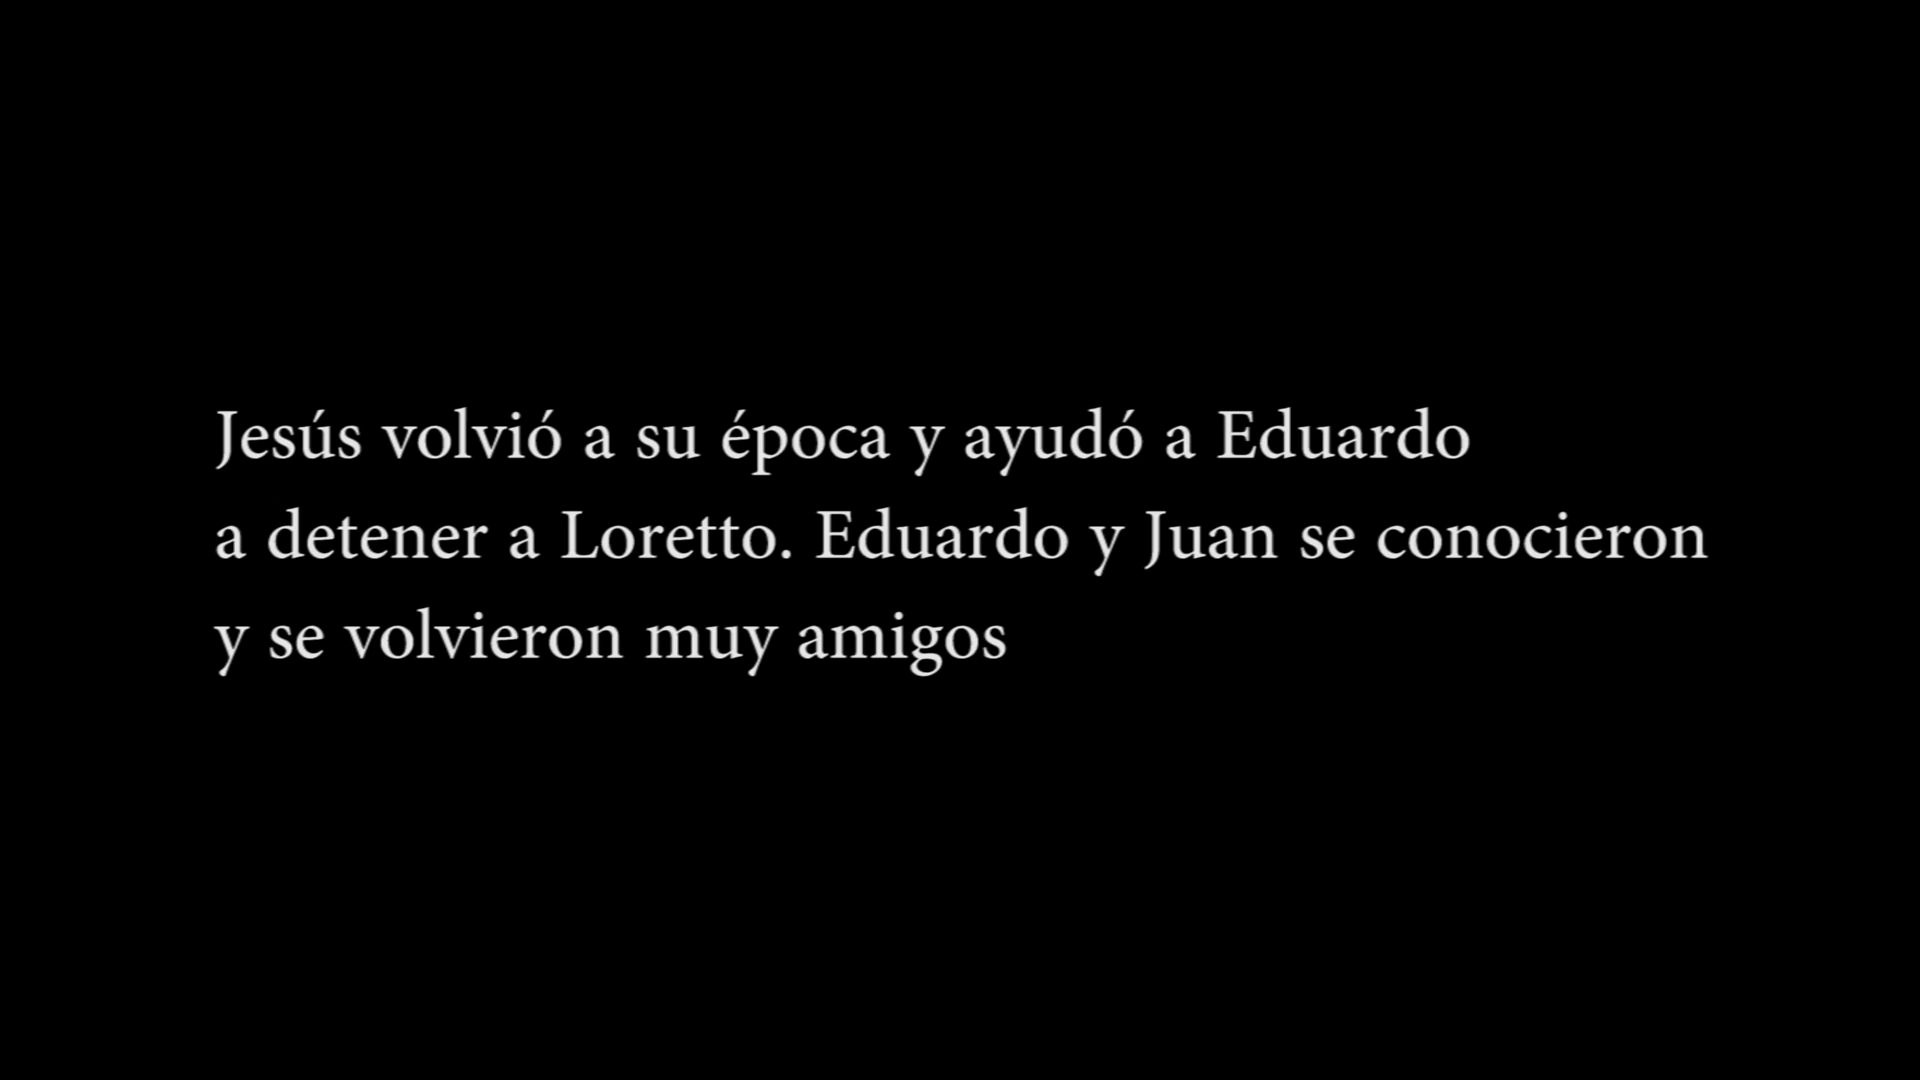 Jesús volvió a su época y ayudó a Eduardo
a detener a Loretto. Eduardo y Juan se conocieron
y se volvieron muy amigos